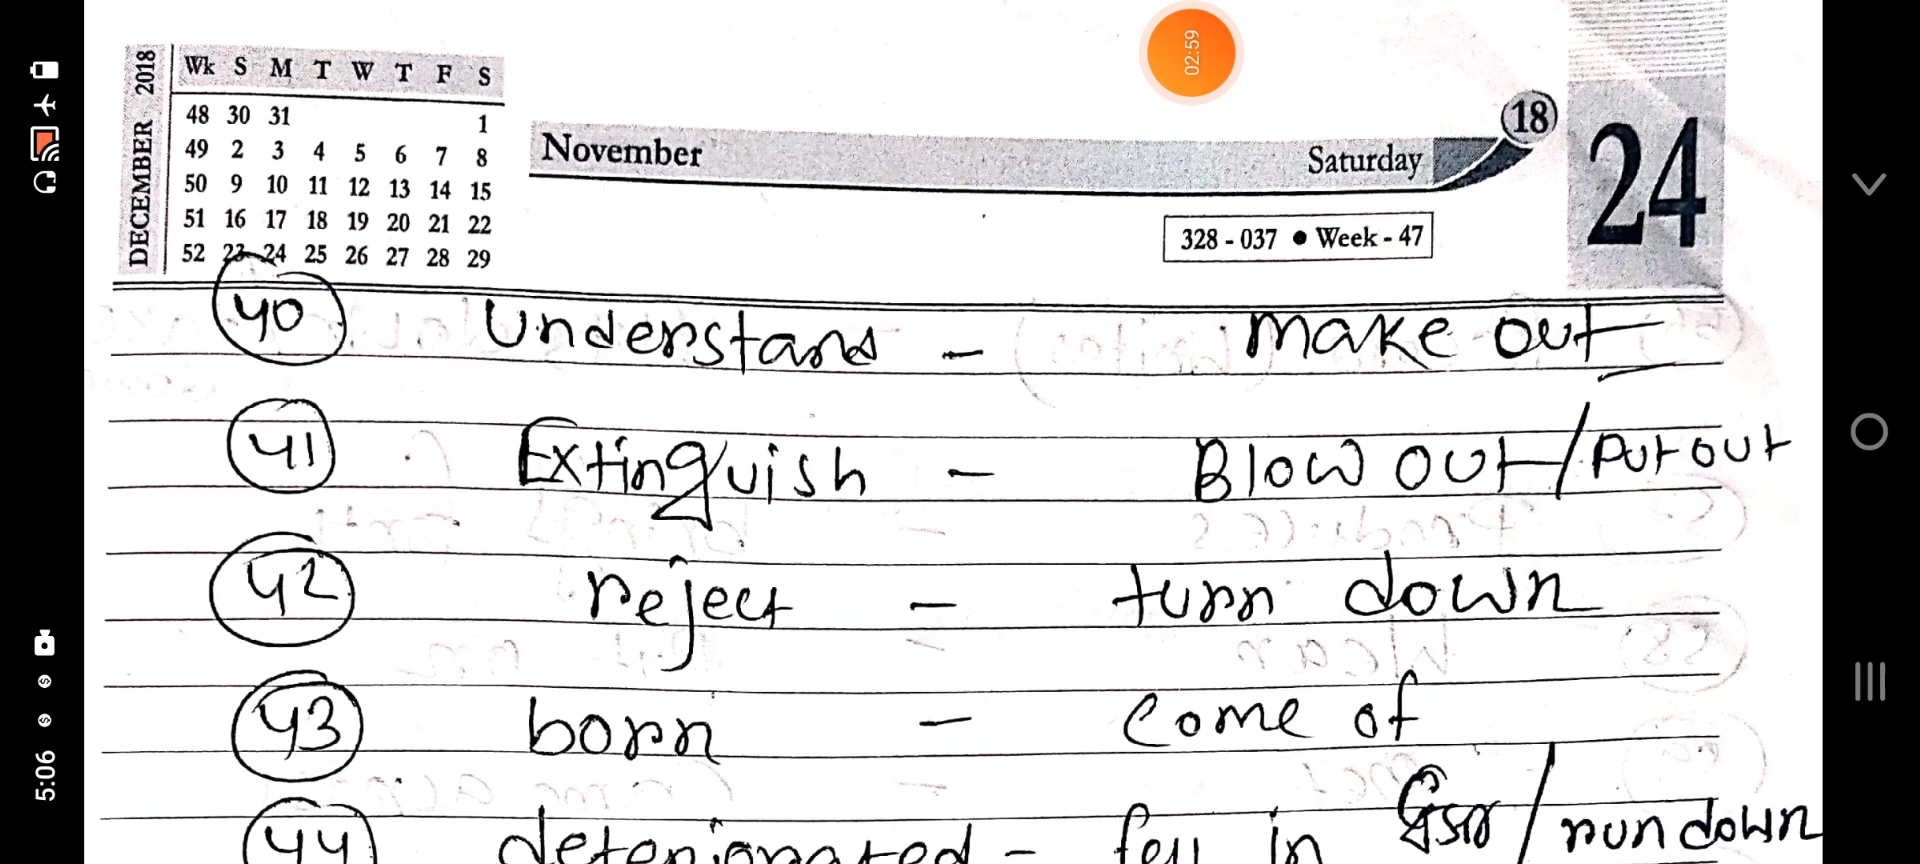 02:59
DECEMBER 2018
Wk S M T W T F S
48 30 31 1
49 2 3 4 5 6 7 8
50 9 10 11 12 13 14 15
51 16 17 18 19 20 21 22
52 23 24 25 26 27 28 29
November Saturday 18
24
328 - 037 • Week - 47
40 Understand - make out
41 Extinguish - Blow out / Put out
42 reject - turn down
43 born - Come of
44 deteriorated - fell in / run down
5:06